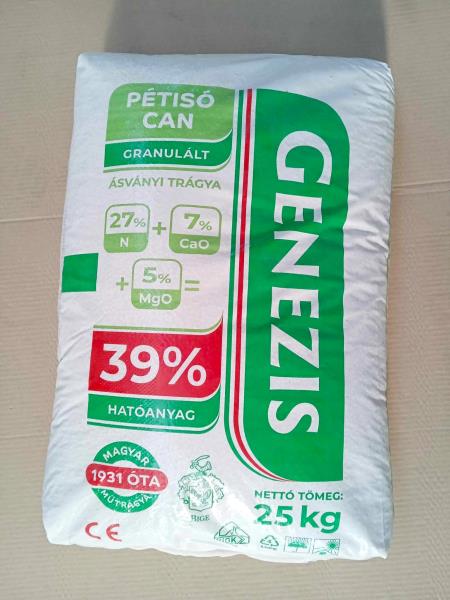 PÉTISÓ
CAN
GRANULÁLT
ÁSVÁNYI TRÁGYA
27% N + 7% CaO
+ 5% MgO =
39%
HATÓANYAG
GENEZIS
MAGYAR
1931 ÓTA
MŰTRÁGYA
BIGE
NETTÓ TÖMEG:
25 kg
CE